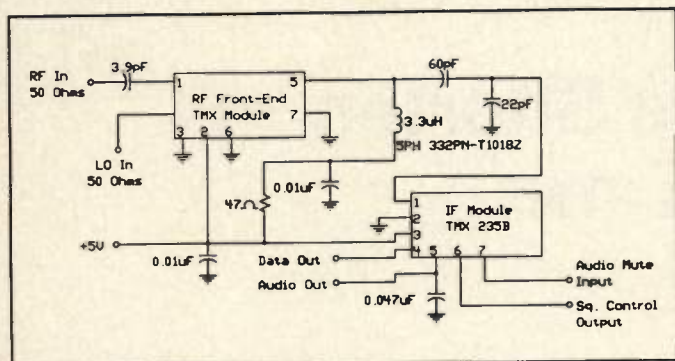 3.9pF
RF In
50 Ohms
1
5
RF Front-End
TMX Module
3
2
6
7
LO In
50 Ohms
60pF
22pF
3.3uH
5PH 332PN-T1018Z
0.01uF
47Ω
+5V
0.01uF
1
2
3
4
5
6
7
IF Module
TMX 235B
Data Out
Audio Out
0.047uF
Audio Mute
Input
Sq. Control
Output